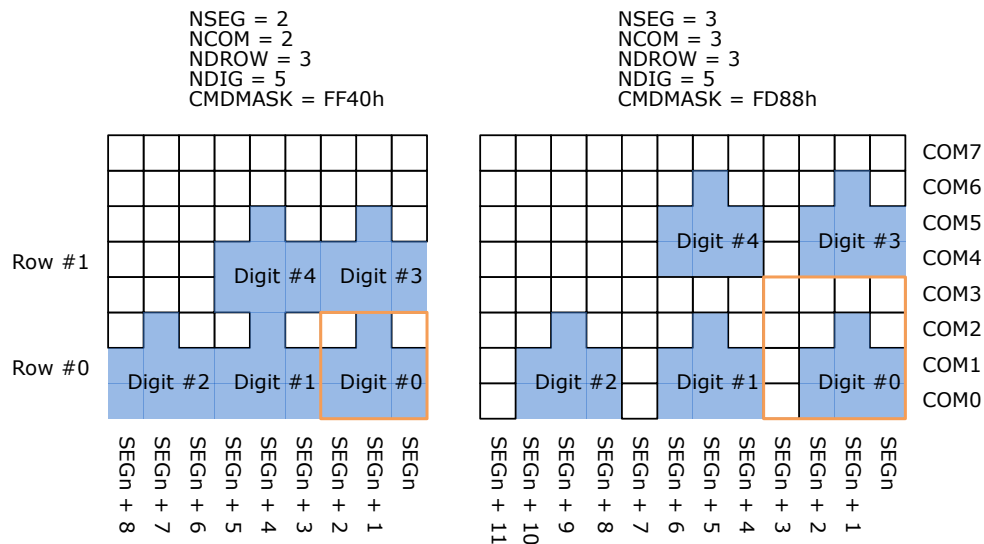 NSEG = 2
NCOM = 2
NDROW = 3
NDIG = 5
CMDMASK = FF40h
NSEG = 3
NCOM = 3
NDROW = 3
NDIG = 5
CMDMASK = FD88h
COM7
COM6
COM5
COM4
COM3
COM2
COM1
COM0
Row #1
Row #0
Digit #4
Digit #3
Digit #2
Digit #1
Digit #0
Digit #4
Digit #3
Digit #2
Digit #1
Digit #0
SEGn + 8
SEGn + 7
SEGn + 6
SEGn + 5
SEGn + 4
SEGn + 3
SEGn + 2
SEGn + 1
SEGn
SEGn + 11
SEGn + 10
SEGn + 9
SEGn + 8
SEGn + 7
SEGn + 6
SEGn + 5
SEGn + 4
SEGn + 3
SEGn + 2
SEGn + 1
SEGn